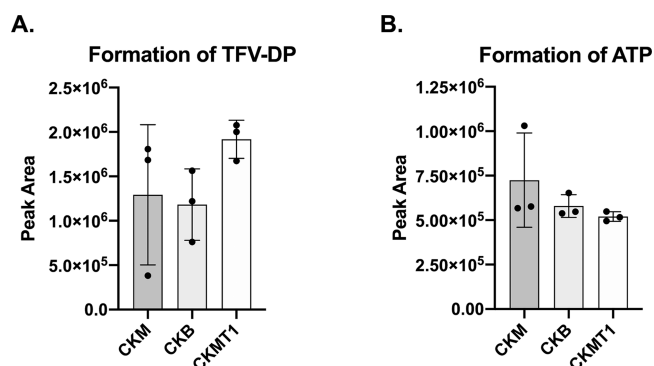 A.
Formation of TFV-DP
Peak Area
2.5×10⁶
2.0×10⁶
1.5×10⁶
1.0×10⁶
5.0×10⁵
0.0
CKM
CKB
CKMT1
B.
Formation of ATP
Peak Area
1.25×10⁶
1.00×10⁶
7.50×10⁵
5.00×10⁵
2.50×10⁵
0.00
CKM
CKB
CKMT1